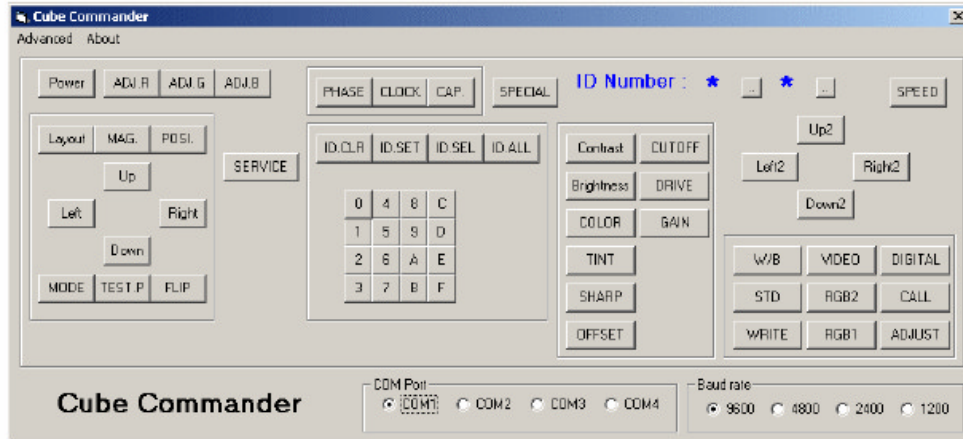 Cube Commander
Advanced About
Power ADJ.R ADJ.G ADJ.B PHASE CLOCK CAP. SPECIAL ID Number : * .. * .. SPEED
Layout MAG. POSI.
Up
Left Right
Down
MODE TEST.P FLIP
SERVICE
ID.CLR ID.SET ID.SEL ID.ALL
0 4 8 C
1 5 9 D
2 6 A E
3 7 B F
Contrast CUTOFF
Brightness DRIVE
COLOR GAIN
TINT
SHARP
OFFSET
Up2
Left2 Right2
Down2
W/B VIDEO DIGITAL
STD RGB2 CALL
WRITE RGB1 ADJUST
Cube Commander
COM Port
COM1 COM2 COM3 COM4
Baud rate
9600 4800 2400 1200